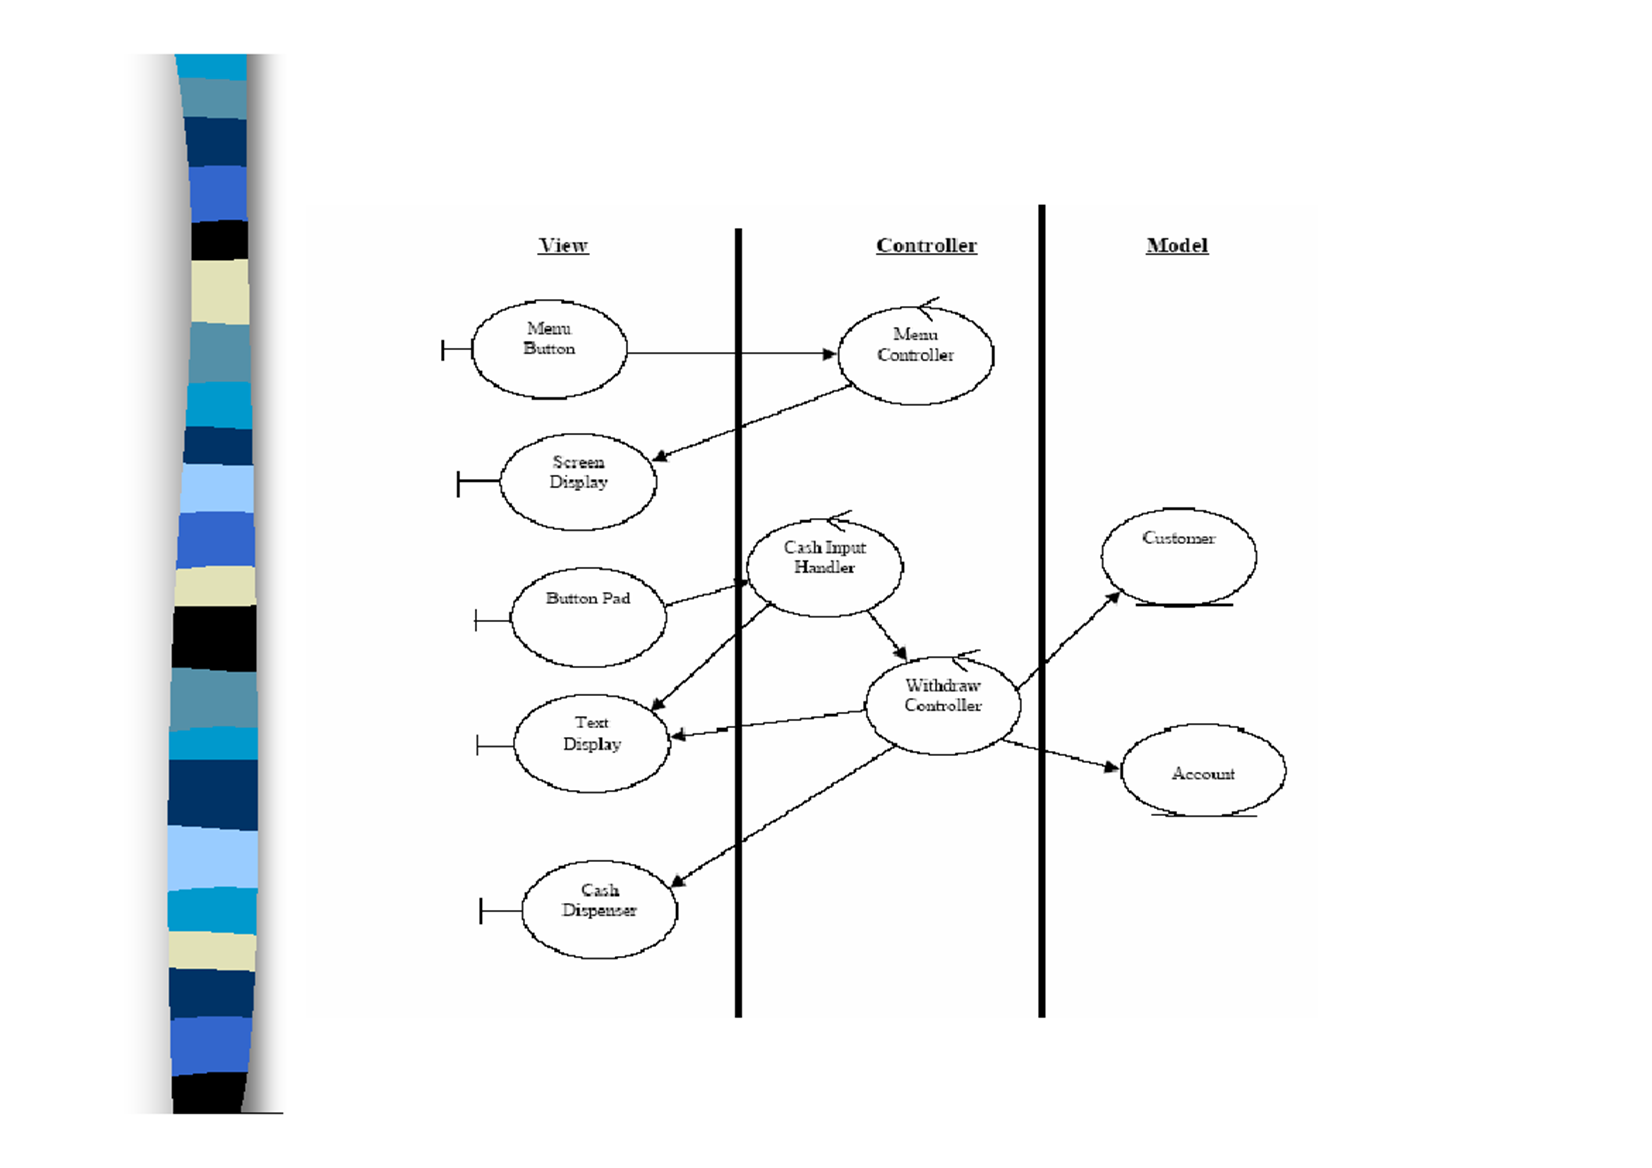 View
Controller
Model
Menu
Button
Menu
Controller
Screen
Display
Cash Input
Handler
Customer
Button Pad
Withdraw
Controller
Text
Display
Account
Cash
Dispenser